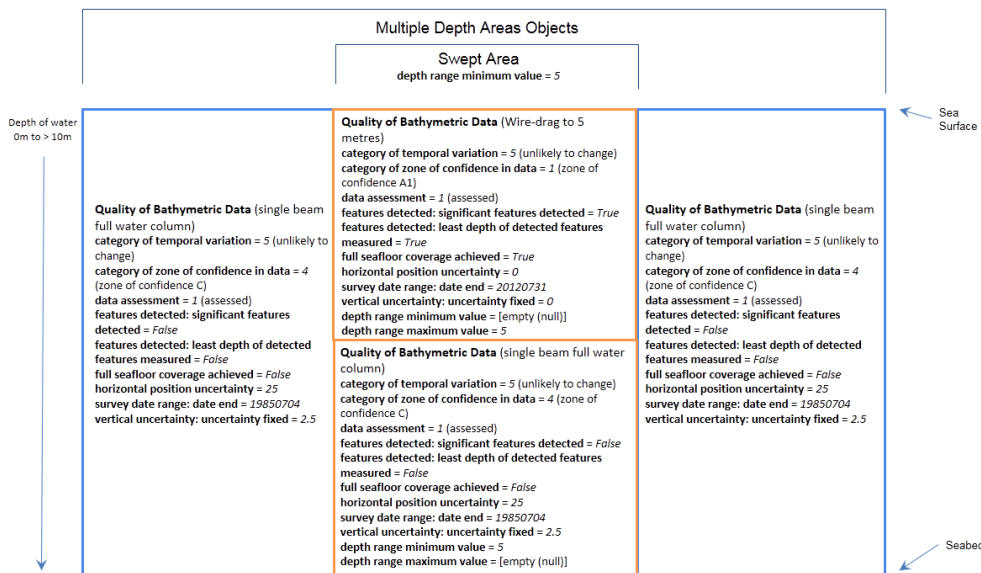 Multiple Depth Areas Objects
Swept Area
depth range minimum value = 5
Depth of water
0m to > 10m
Sea
Surface
Quality of Bathymetric Data (single beam
full water column)
category of temporal variation = 5 (unlikely to
change)
category of zone of confidence in data = 4
(zone of confidence C)
data assessment = 1 (assessed)
features detected: significant features
detected = False
features detected: least depth of detected
features measured = False
full seafloor coverage achieved = False
horizontal position uncertainty = 25
survey date range: date end = 19850704
vertical uncertainty: uncertainty fixed = 2.5
Quality of Bathymetric Data (Wire-drag to 5
metres)
category of temporal variation = 5 (unlikely to change)
category of zone of confidence in data = 1 (zone of
confidence A1)
data assessment = 1 (assessed)
features detected: significant features detected = True
features detected: least depth of detected features
measured = True
full seafloor coverage achieved = True
horizontal position uncertainty = 0
survey date range: date end = 20120731
vertical uncertainty: uncertainty fixed = 0
depth range minimum value = [empty (null)]
depth range maximum value = 5
Quality of Bathymetric Data (single beam full water
column)
category of temporal variation = 5 (unlikely to change)
category of zone of confidence in data = 4 (zone of
confidence C)
data assessment = 1 (assessed)
features detected: significant features detected = False
features detected: least depth of detected features
measured = False
full seafloor coverage achieved = False
horizontal position uncertainty = 25
survey date range: date end = 19850704
vertical uncertainty: uncertainty fixed = 2.5
depth range minimum value = 5
depth range maximum value = [empty (null)]
Quality of Bathymetric Data (single beam
full water column)
category of temporal variation = 5 (unlikely to
change)
category of zone of confidence in data = 4
(zone of confidence C)
data assessment = 1 (assessed)
features detected: significant features
detected = False
features detected: least depth of detected
features measured = False
full seafloor coverage achieved = False
horizontal position uncertainty = 25
survey date range: date end = 19850704
vertical uncertainty: uncertainty fixed = 2.5
Seabed